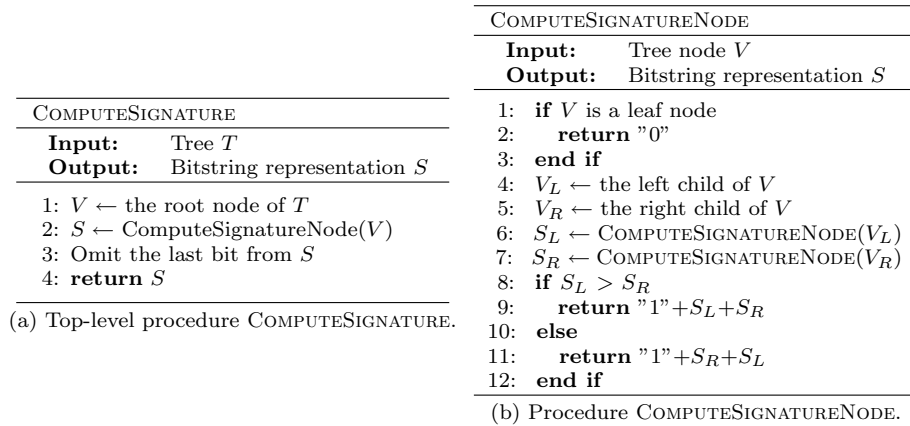 COMPUTESIGNATURE
Input: Tree T
Output: Bitstring representation S
1: V ← the root node of T
2: S ← ComputeSignatureNode(V)
3: Omit the last bit from S
4: return S
(a) Top-level procedure COMPUTESIGNATURE.
COMPUTESIGNATURENODE
Input: Tree node V
Output: Bitstring representation S
1: if V is a leaf node
2: return ”0”
3: end if
4: V_L ← the left child of V
5: V_R ← the right child of V
6: S_L ← COMPUTESIGNATURENODE(V_L)
7: S_R ← COMPUTESIGNATURENODE(V_R)
8: if S_L > S_R
9: return ”1”+S_L+S_R
10: else
11: return ”1”+S_R+S_L
12: end if
(b) Procedure COMPUTESIGNATURENODE.